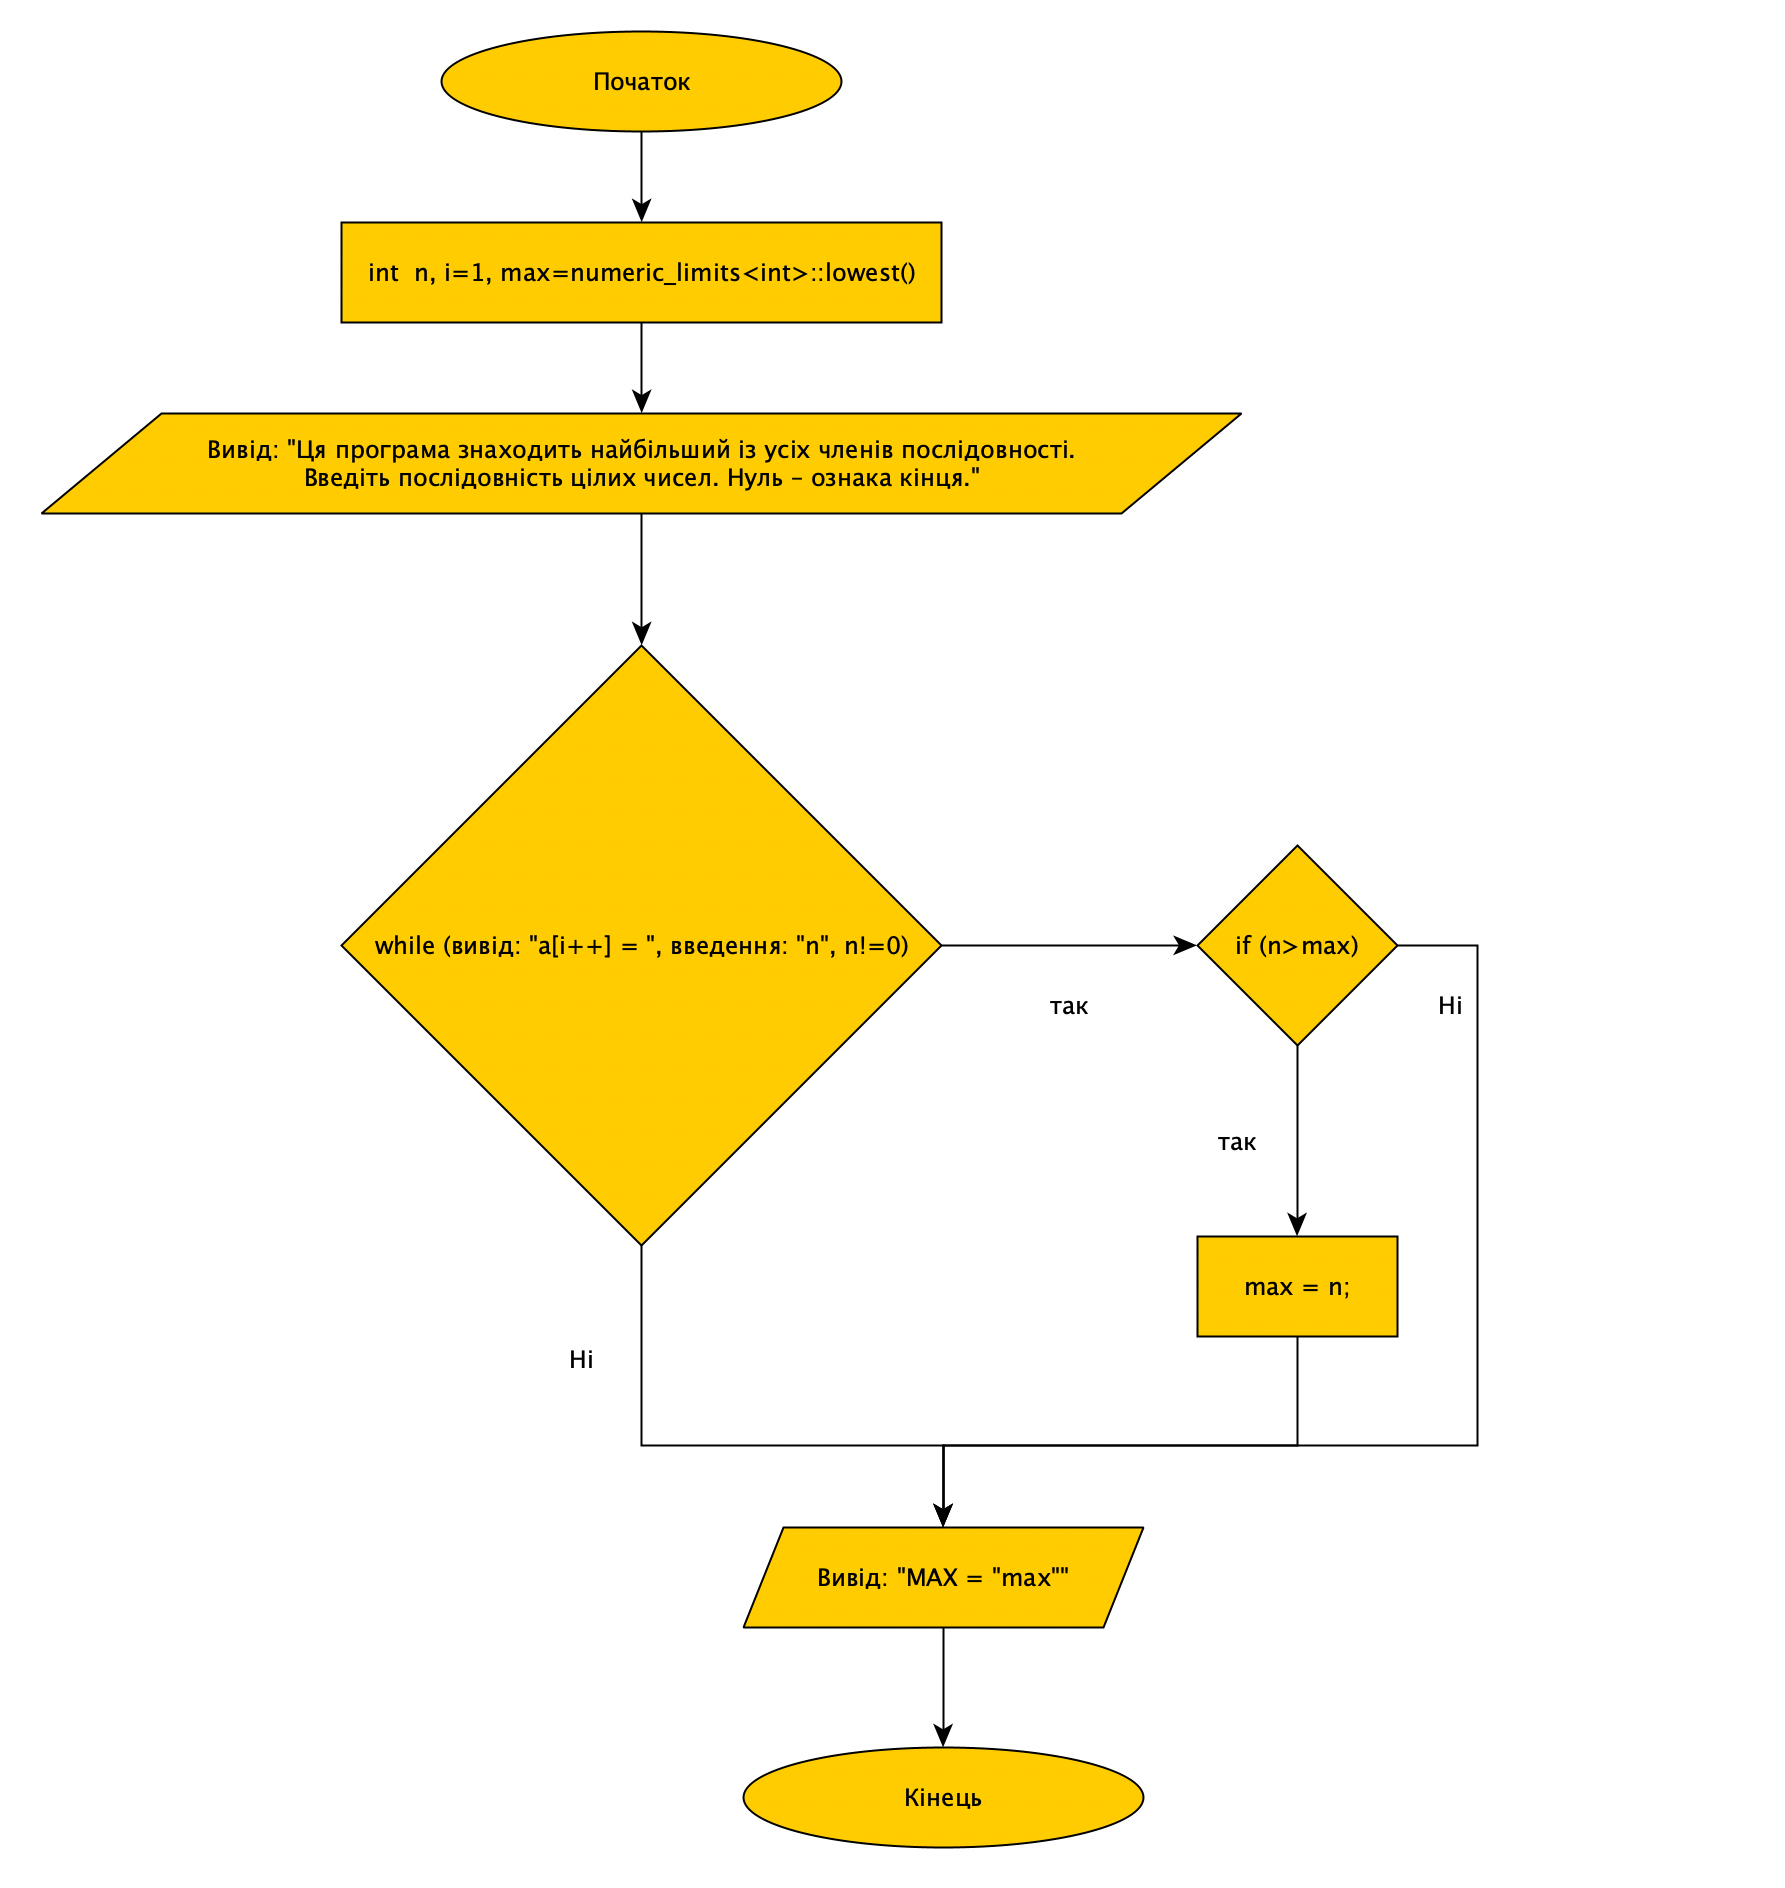 Початок
int  n, i=1, max=numeric_limits<int>::lowest()
Вивід: "Ця програма знаходить найбільший із усіх членів послідовності.
Введіть послідовність цілих чисел. Нуль – ознака кінця."
while (вивід: "a[i++] = ", введення: "n", n!=0)
if (n>max)
так
Ні
так
max = n;
Ні
Вивід: "MAX = "max""
Кінець